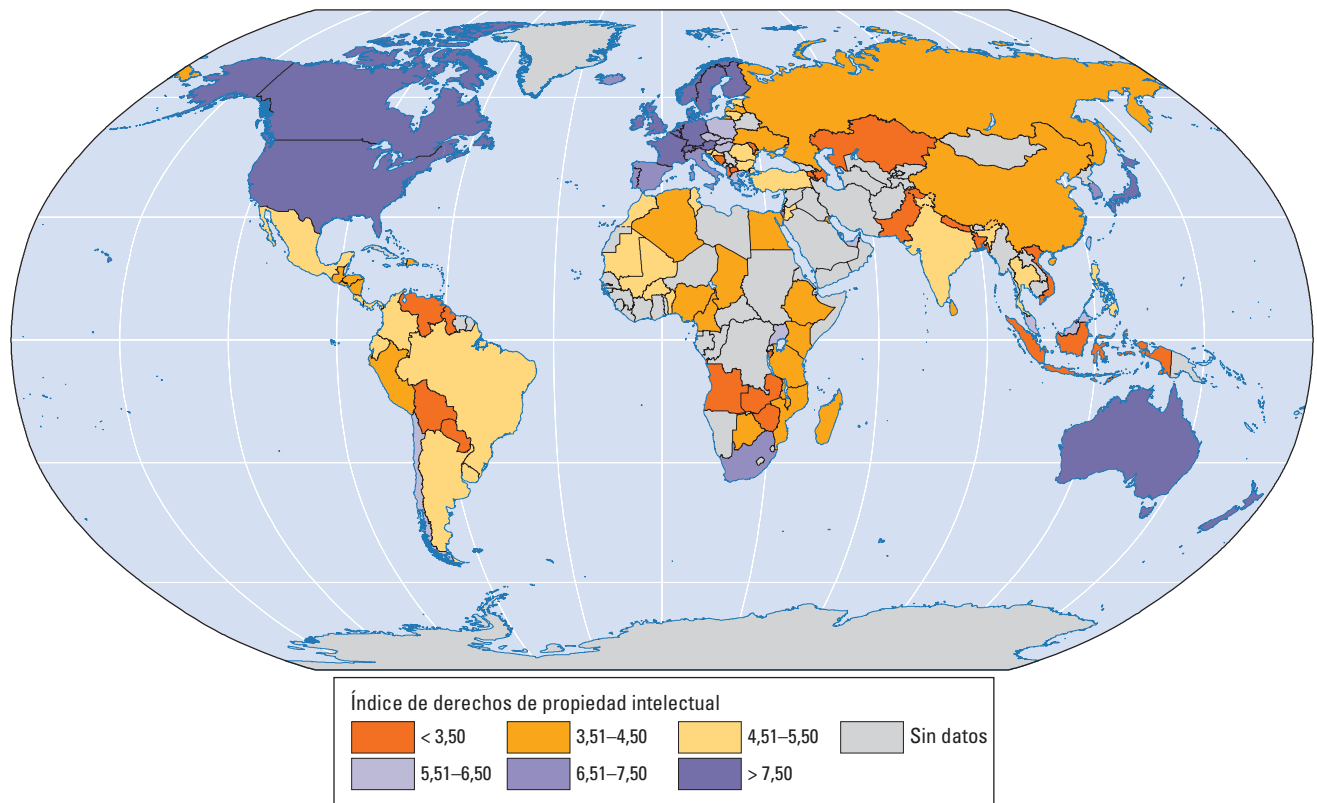 Índice de derechos de propiedad intelectual
< 3,50 3,51–4,50 4,51–5,50 Sin datos
5,51–6,50 6,51–7,50 > 7,50